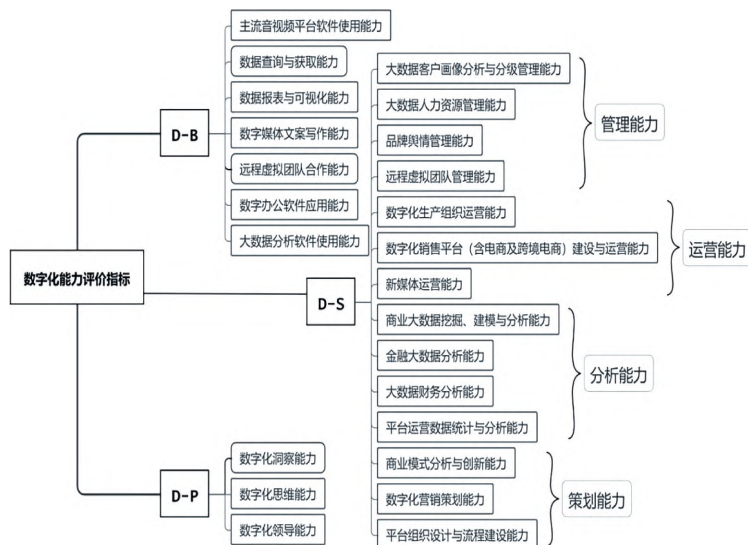 数字化能力评价指标
D-B
主流音视频平台软件使用能力
数据查询与获取能力
数据报表与可视化能力
数字媒体文案写作能力
远程虚拟团队合作能力
数字办公软件应用能力
大数据分析软件使用能力
D-S
大数据客户画像分析与分级管理能力
大数据人力资源管理能力
品牌舆情管理能力
远程虚拟团队管理能力
管理能力
数字化生产组织运营能力
数字化销售平台（含电商及跨境电商）建设与运营能力
新媒体运营能力
运营能力
商业大数据挖掘、建模与分析能力
金融大数据分析能力
大数据财务分析能力
平台运营数据统计与分析能力
分析能力
商业模式分析与创新能力
数字化营销策划能力
平台组织设计与流程建设能力
策划能力
D-P
数字化洞察能力
数字化思维能力
数字化领导能力